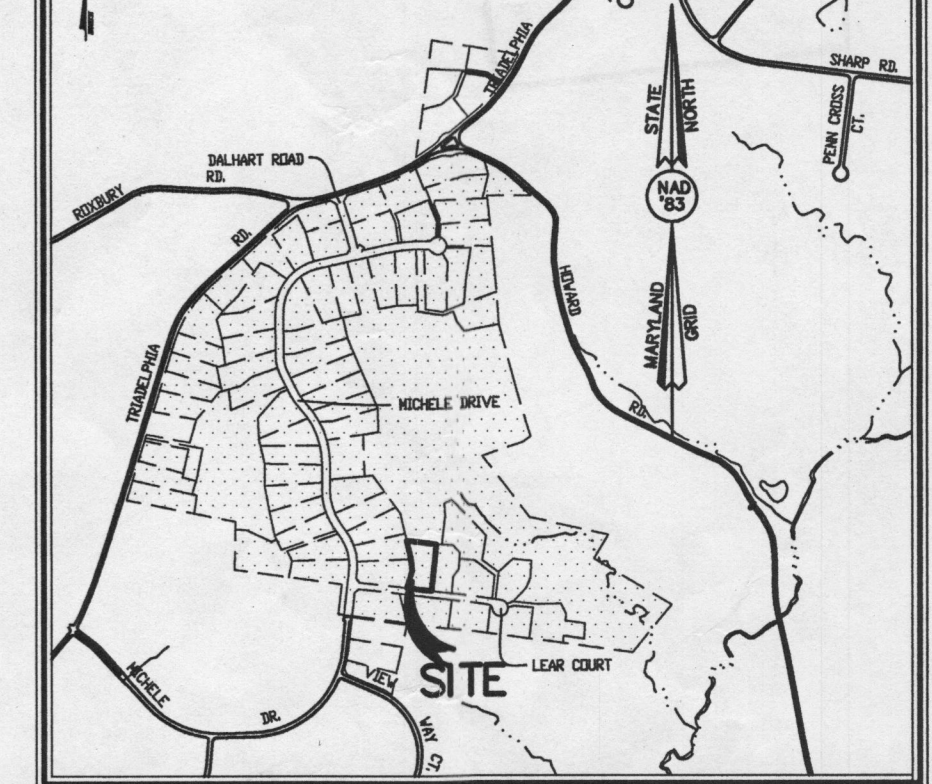 TRIADELPHIA
SHARP RD.
STATE
NORTH
PENN CROSS
CT.
DALHART ROAD
RD.
ROXBURY
NAD
'83
RD.
HOWARD
MARYLAND
GRID
TRIADELPHIA
MICHELE DRIVE
RD.
LEAR COURT
SITE
MICHELE
VIEW
DR.
WAY CT.